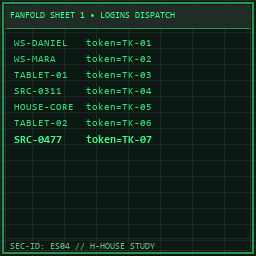 FANFOLD SHEET 1 • LOGINS DISPATCH
WS-DANIEL token=TK-01
WS-MARA token=TK-02
TABLET-01 token=TK-03
SRC-0311 token=TK-04
HOUSE-CORE token=TK-05
TABLET-02 token=TK-06
SRC-0477 token=TK-07
SEC-ID: ES04 // H-HOUSE STUDY